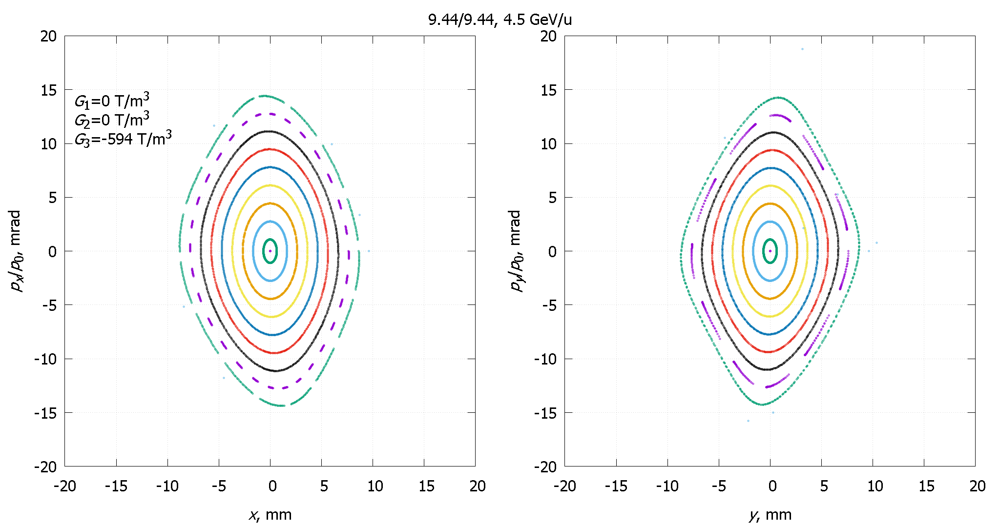 9.44/9.44, 4.5 GeV/u
20
15
10
5
0
-5
-10
-15
-20
-20 -15 -10 -5 0 5 10 15 20
px/p0, mrad
x, mm
G1=0 T/m3
G2=0 T/m3
G3=-594 T/m3
20
15
10
5
0
-5
-10
-15
-20
-20 -15 -10 -5 0 5 10 15 20
py/p0, mrad
y, mm